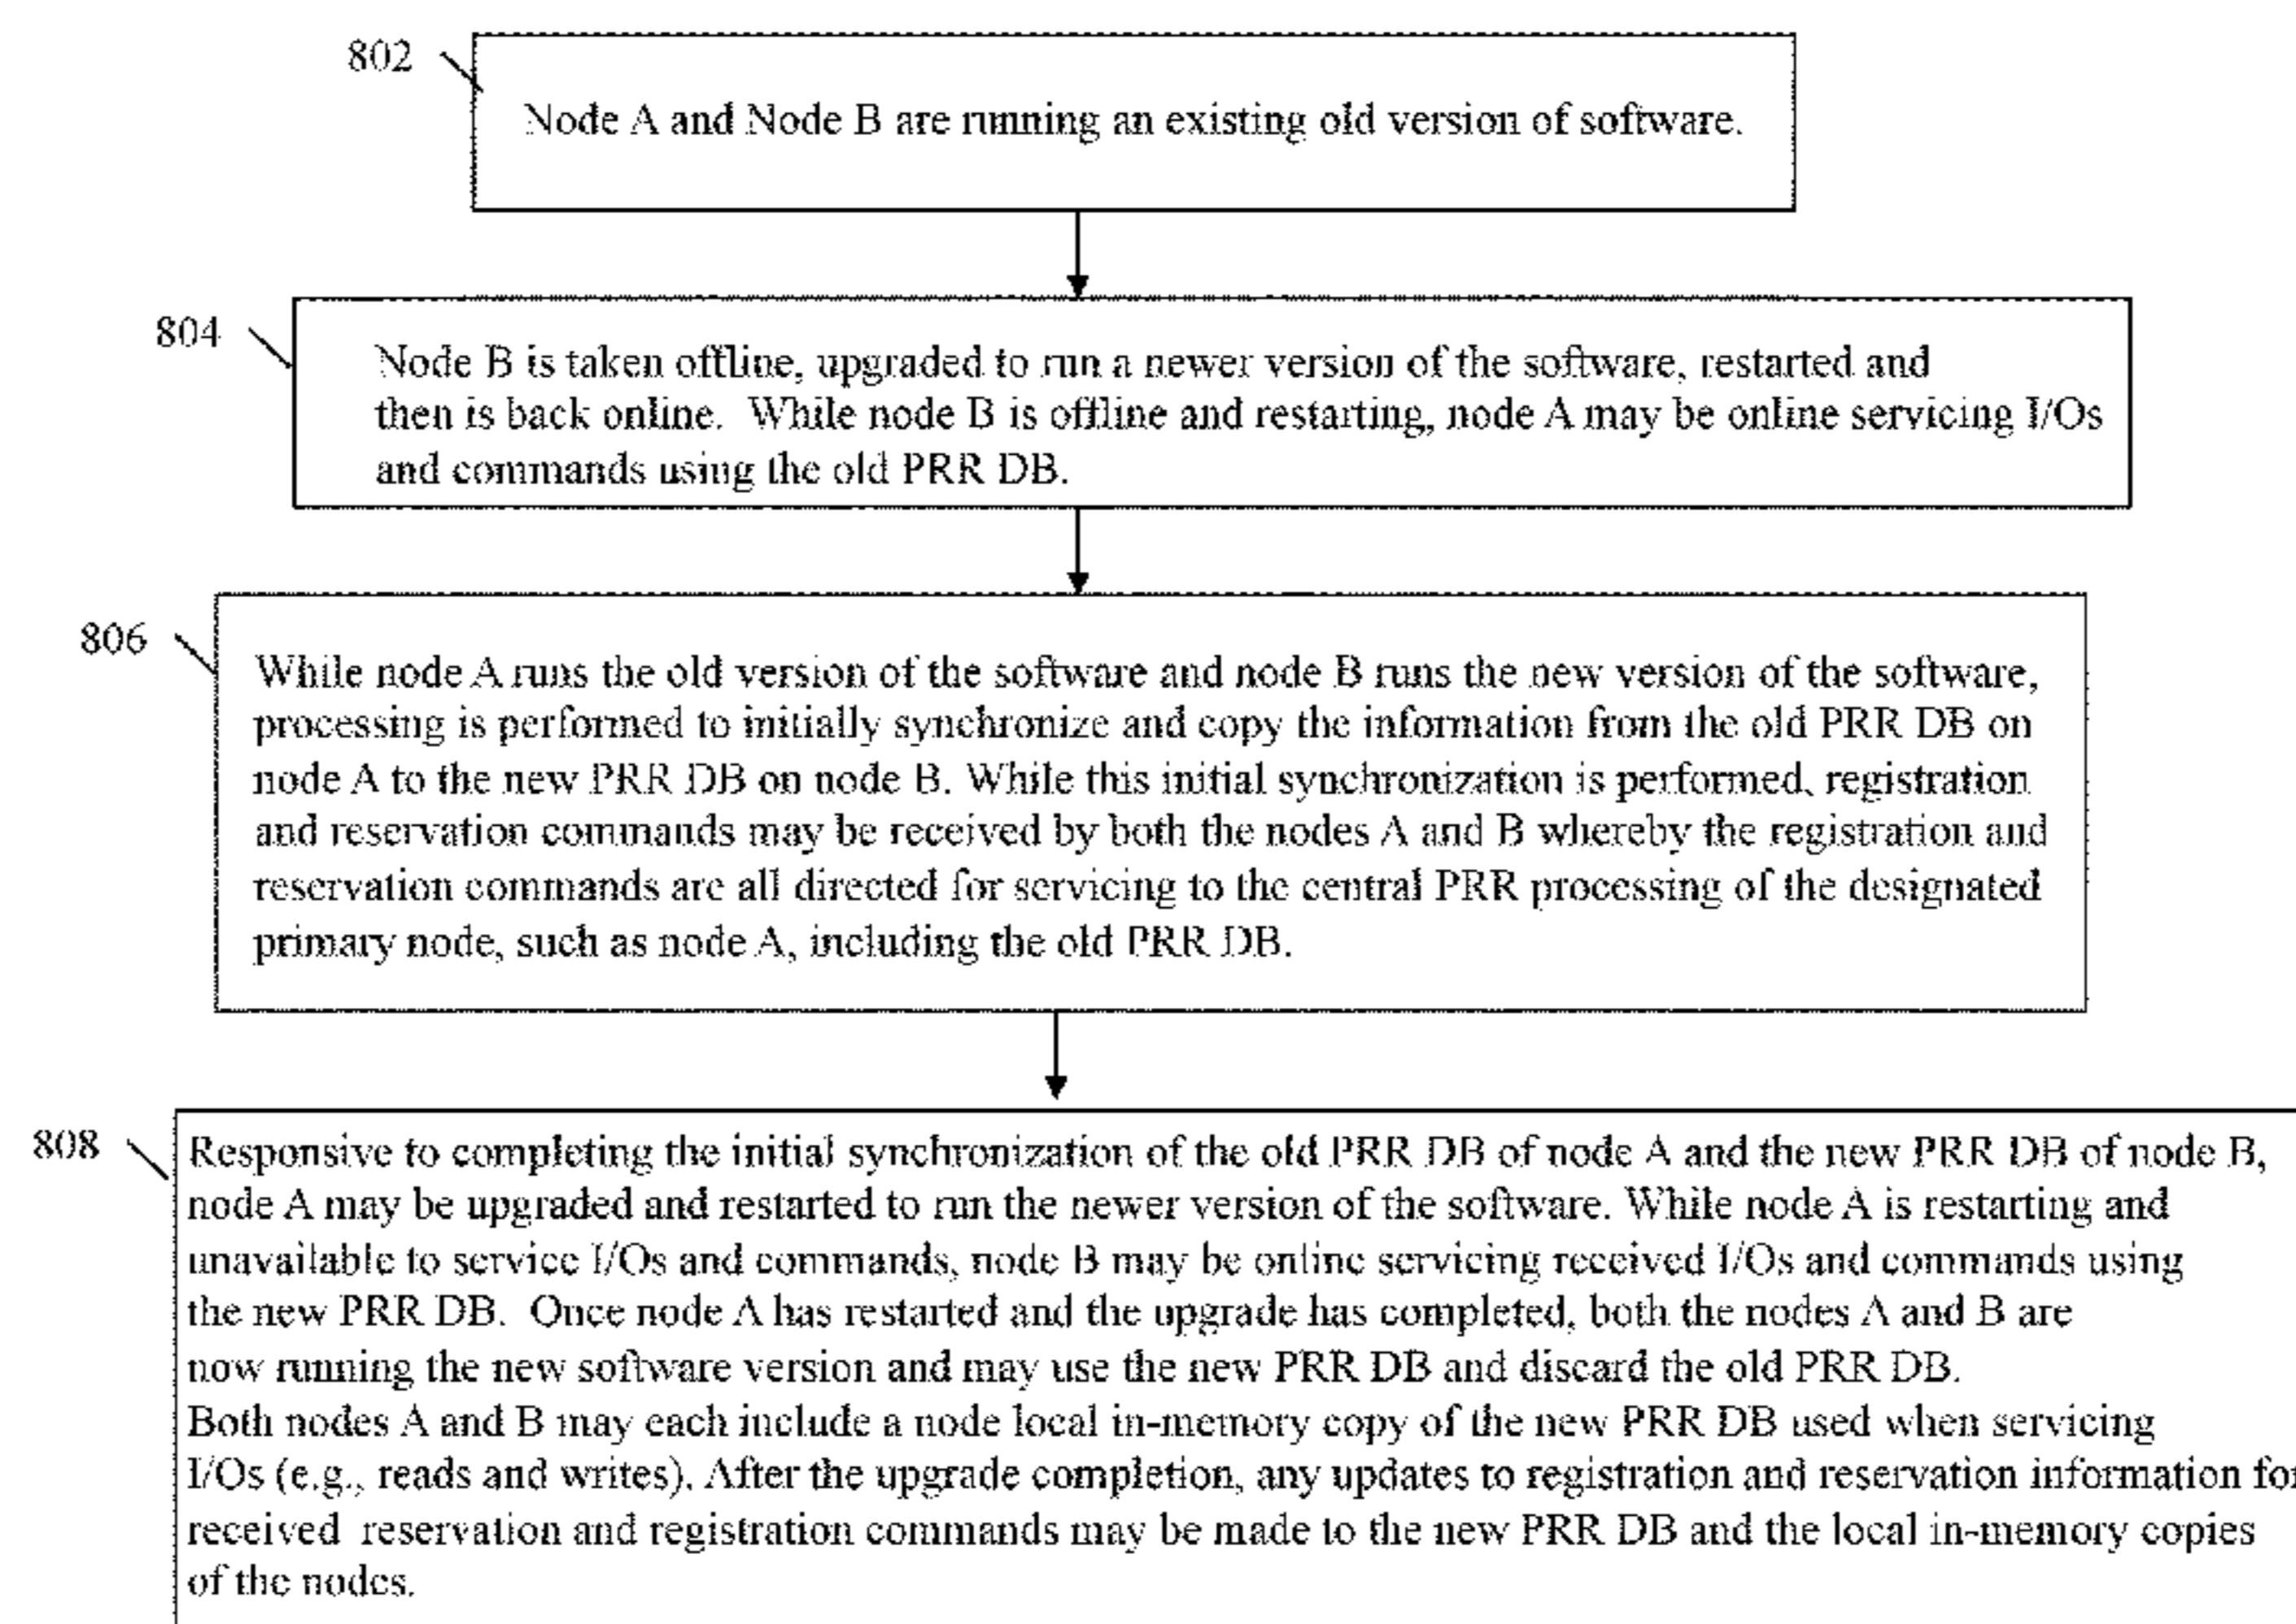 802
Node A and Node B are running an existing old version of software.
804
Node B is taken offline, upgraded to run a newer version of the software, restarted and
then is back online. While node B is offline and restarting, node A may be online servicing I/Os
and commands using the old PRR DB.
806
While node A runs the old version of the software and node B runs the new version of the software,
processing is performed to initially synchronize and copy the information from the old PRR DB on
node A to the new PRR DB on node B. While this initial synchronization is performed, registration
and reservation commands may be received by both the nodes A and B whereby the registration and
reservation commands are all directed for servicing to the central PRR processing of the designated
primary node, such as node A, including the old PRR DB.
808
Responsive to completing the initial synchronization of the old PRR DB of node A and the new PRR DB of node B,
node A may be upgraded and restarted to run the newer version of the software. While node A is restarting and
unavailable to service I/Os and commands, node B may be online servicing received I/Os and commands using
the new PRR DB. Once node A has restarted and the upgrade has completed, both the nodes A and B are
now running the new software version and may use the new PRR DB and discard the old PRR DB.
Both nodes A and B may each include a node local in-memory copy of the new PRR DB used when servicing
I/Os (e.g., reads and writes). After the upgrade completion, any updates to registration and reservation information for
received reservation and registration commands may be made to the new PRR DB and the local in-memory copies
of the nodes.